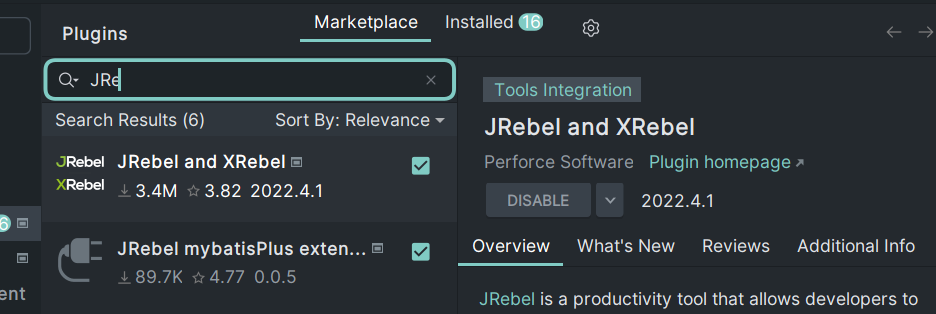 Plugins
Marketplace
Installed 16
JRe
Search Results (6)
Sort By: Relevance
JRebel
XRebel
JRebel and XRebel
3.4M 3.82 2022.4.1
JRebel mybatisPlus exten...
89.7K 4.77 0.0.5
6
ent
Tools Integration
JRebel and XRebel
Perforce Software Plugin homepage
DISABLE
2022.4.1
Overview What's New Reviews Additional Info
JRebel is a productivity tool that allows developers to